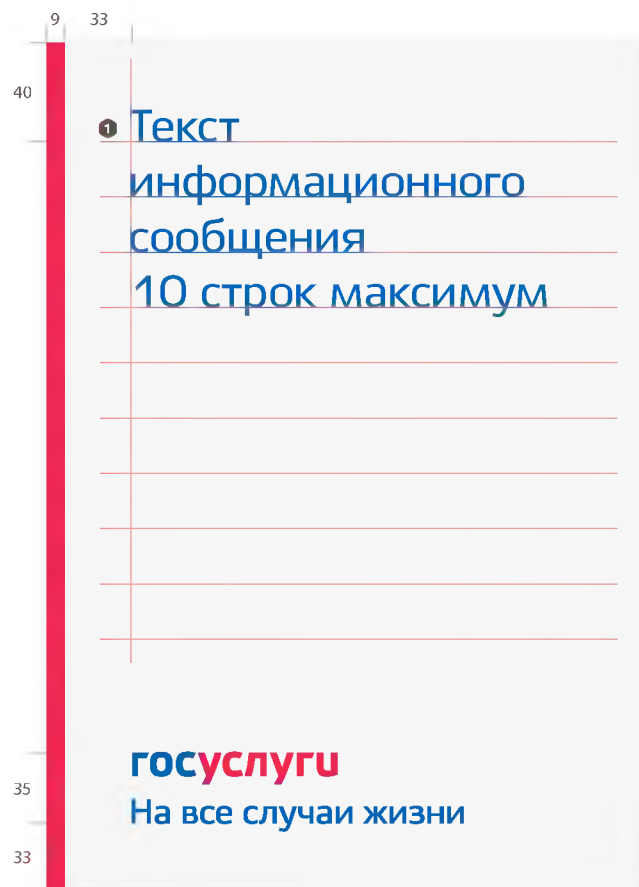 9 33
40
1 Текст
информационного
сообщения
10 строк максимум
госуслуги
35
На все случаи жизни
33